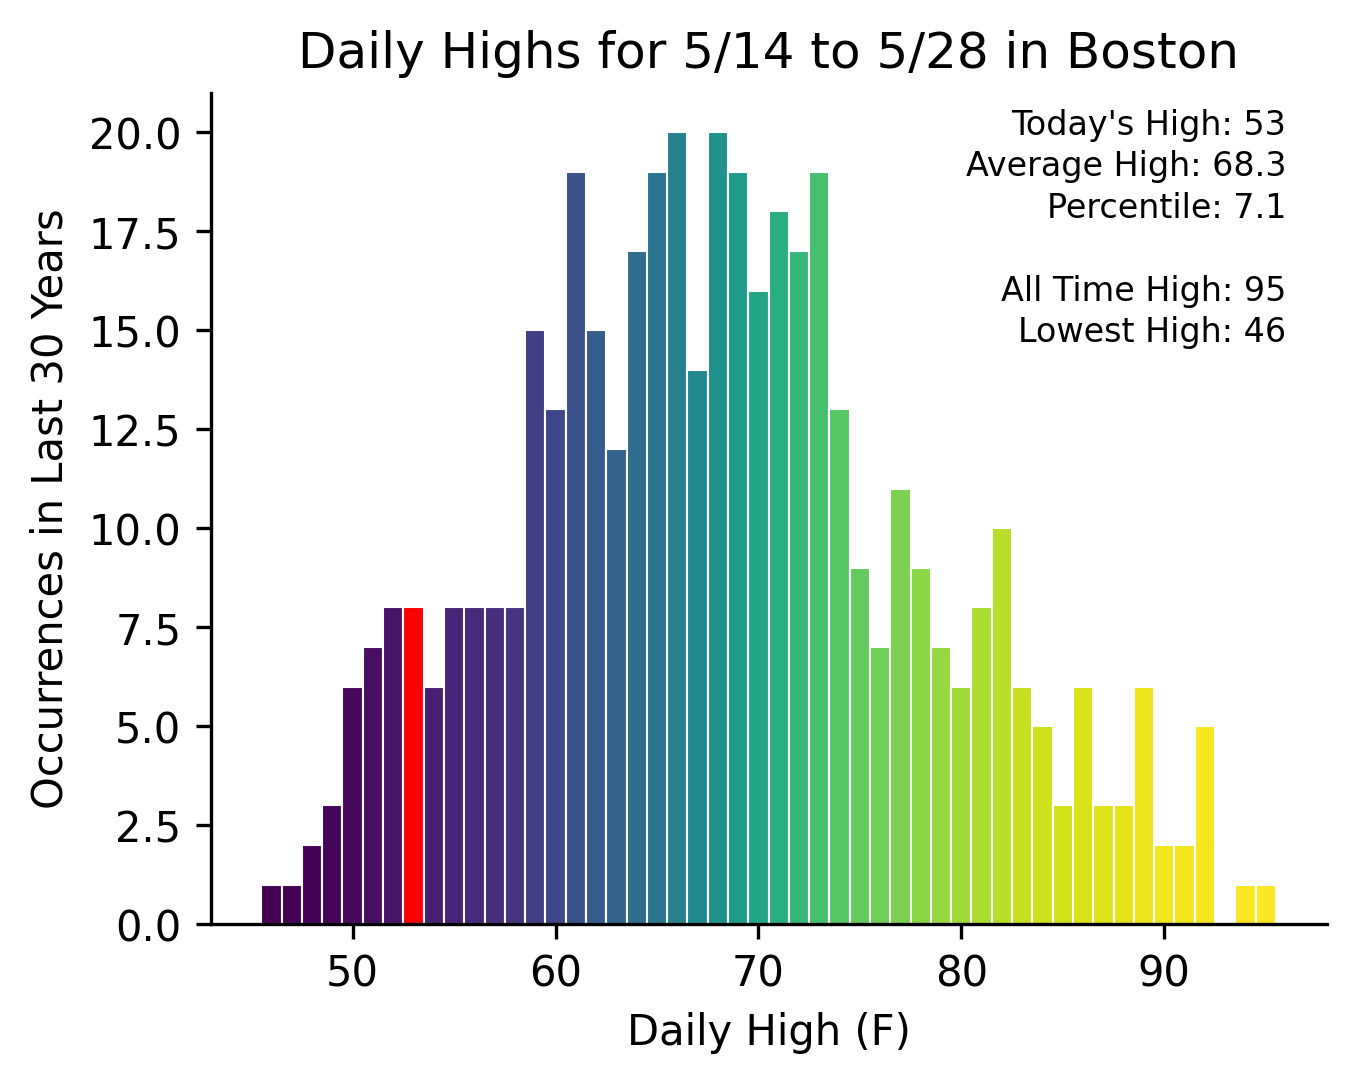 Daily Highs for 5/14 to 5/28 in Boston
Today's High: 53
Average High: 68.3
Percentile: 7.1
All Time High: 95
Lowest High: 46
Occurrences in Last 30 Years
20.0
17.5
15.0
12.5
10.0
7.5
5.0
2.5
0.0
50 60 70 80 90
Daily High (F)